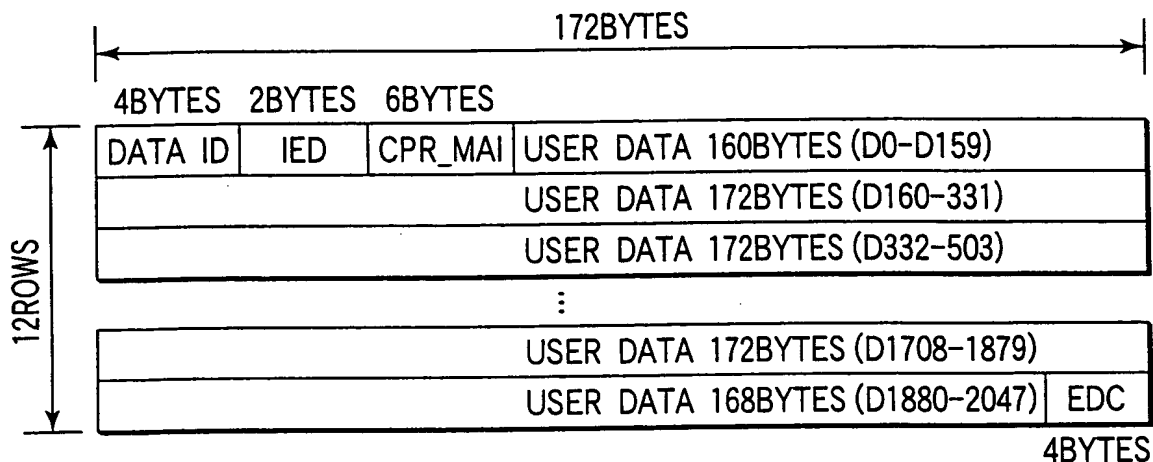 172BYTES
4BYTES 2BYTES 6BYTES
DATA ID IED CPR_MAI USER DATA 160BYTES (D0-D159)
USER DATA 172BYTES (D160-331)
USER DATA 172BYTES (D332-503)
12ROWS
⋮
USER DATA 172BYTES (D1708-1879)
USER DATA 168BYTES (D1880-2047) EDC
4BYTES